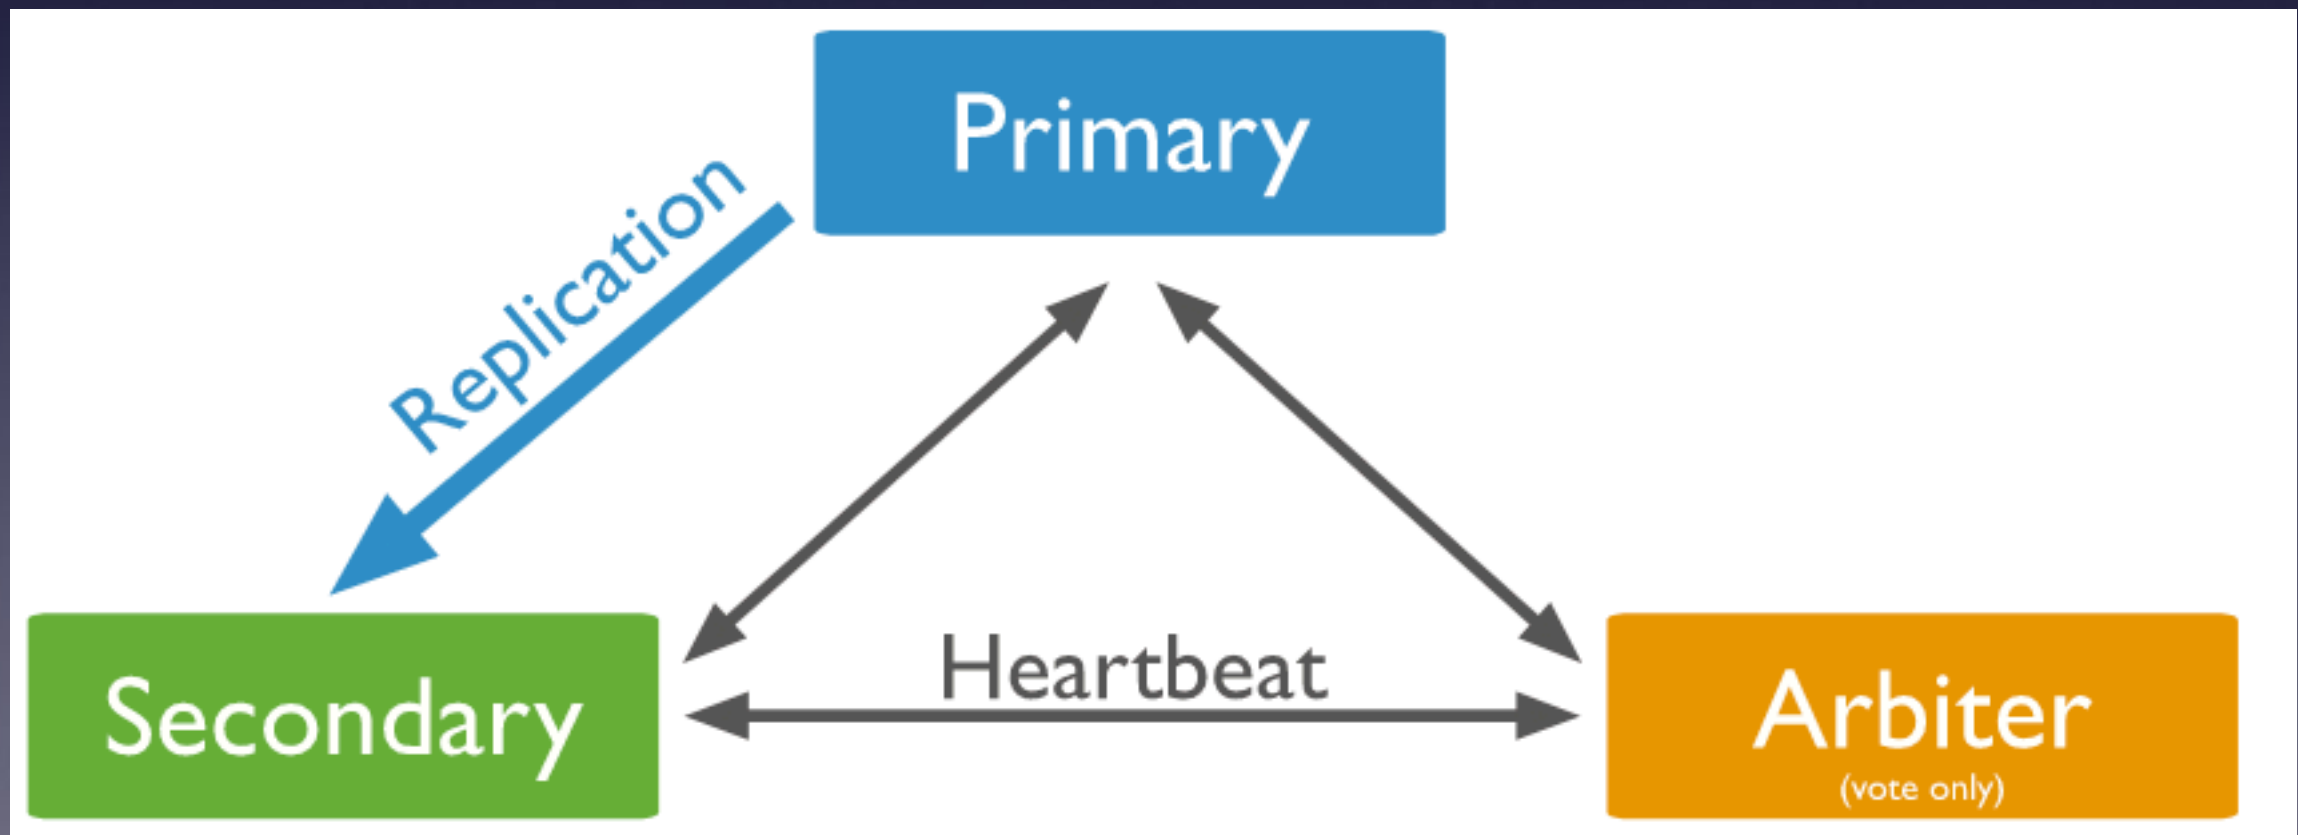 Primary
Replication
Heartbeat
Secondary
Arbiter
(vote only)